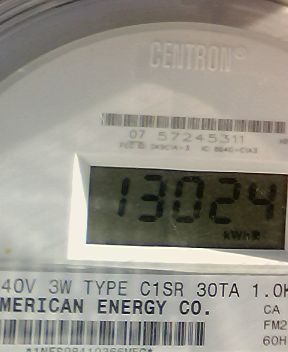 CENTRON®
07 57245311
13024
kWhR
40V 3W TYPE C1SR 30TA 1.0K
MERICAN ENERGY CO.
CA
FM2
60H